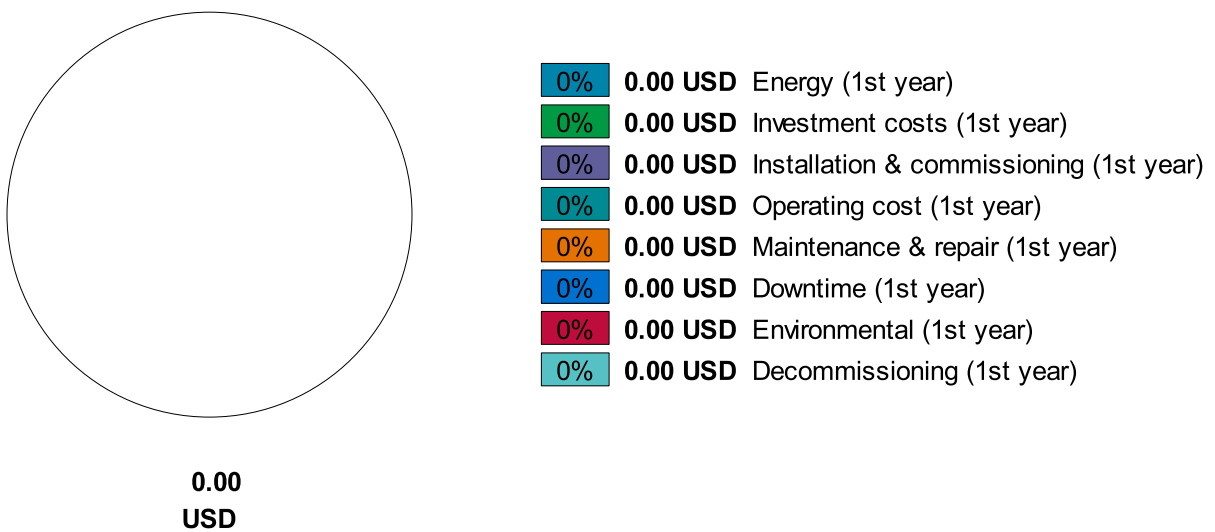 0% 0.00 USD Energy (1st year)
0% 0.00 USD Investment costs (1st year)
0% 0.00 USD Installation & commissioning (1st year)
0% 0.00 USD Operating cost (1st year)
0% 0.00 USD Maintenance & repair (1st year)
0% 0.00 USD Downtime (1st year)
0% 0.00 USD Environmental (1st year)
0% 0.00 USD Decommissioning (1st year)
0.00
USD